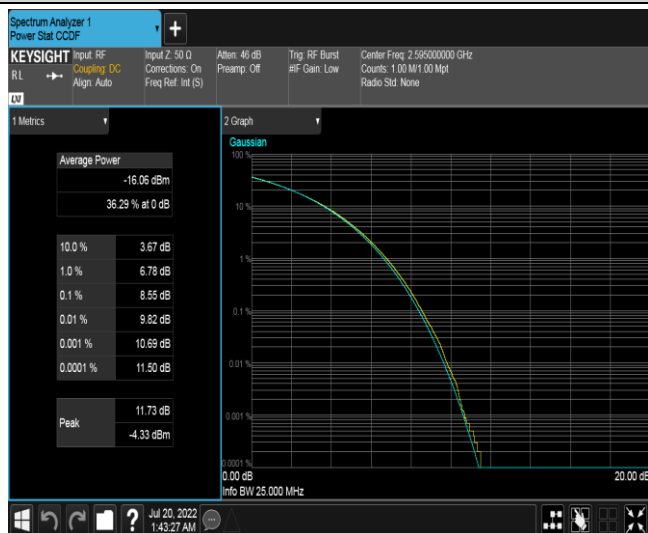 Spectrum Analyzer 1
Power Stat CCDF
KEYSIGHT
RL
LXI
Input: RF
Coupling: DC
Align: Auto
Input Z: 50 Ω
Corrections: On
Freq Ref: Int (S)
Atten: 46 dB
Preamp: Off
Trig: RF Burst
#IF Gain: Low
Center Freq: 2.595000000 GHz
Counts: 1.00 M/1.00 Mpt
Radio Std: None
1 Metrics
Average Power
-16.06 dBm
36.29 % at 0 dB
10.0 % 3.67 dB
1.0 % 6.78 dB
0.1 % 8.55 dB
0.01 % 9.82 dB
0.001 % 10.69 dB
0.0001 % 11.50 dB
Peak
11.73 dB
-4.33 dBm
2 Graph
Gaussian
100 %
10 %
1 %
0.1 %
0.01 %
0.001 %
0.0001 %
0.00 dB
20.00 dB
Info BW 25.000 MHz
?
Jul 20, 2022
1:43:27 AM